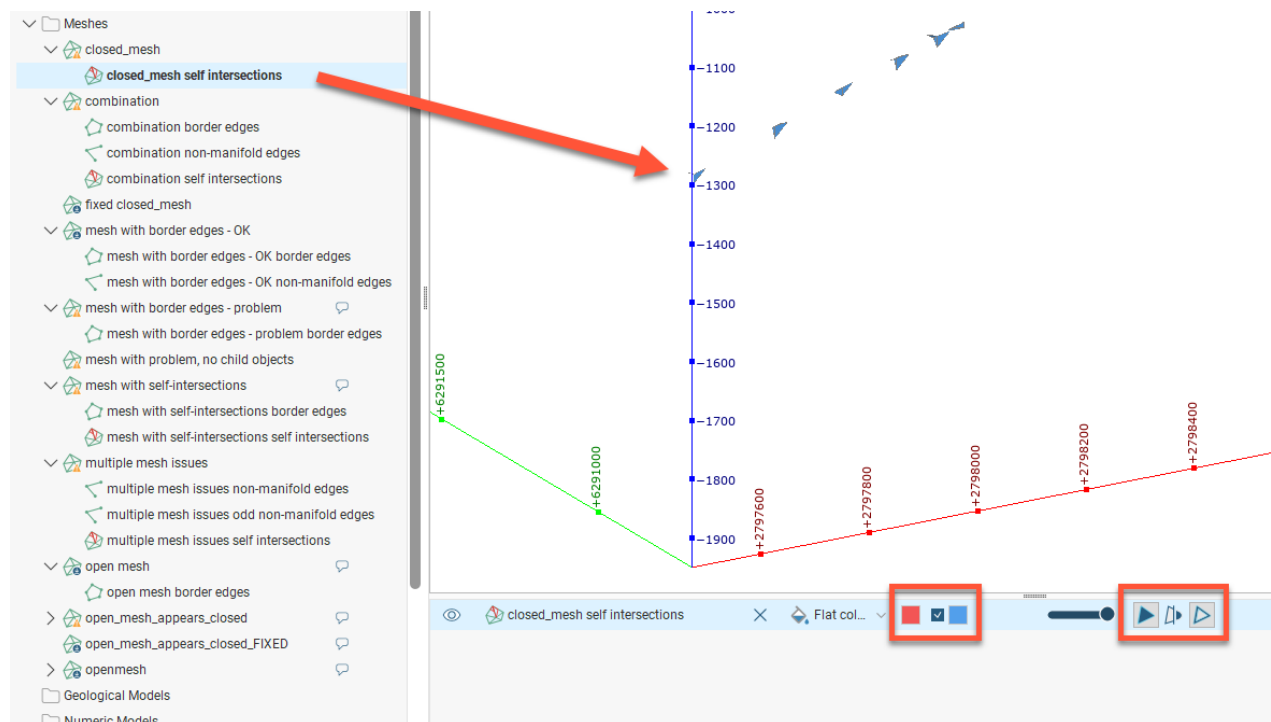 Meshes
closed_mesh
closed_mesh self intersections
combination
combination border edges
combination non-manifold edges
combination self intersections
fixed closed_mesh
mesh with border edges - OK
mesh with border edges - OK border edges
mesh with border edges - OK non-manifold edges
mesh with border edges - problem
mesh with border edges - problem border edges
mesh with problem, no child objects
mesh with self-intersections
mesh with self-intersections border edges
mesh with self-intersections self intersections
multiple mesh issues
multiple mesh issues non-manifold edges
multiple mesh issues odd non-manifold edges
multiple mesh issues self intersections
open mesh
open mesh border edges
open_mesh_appears_closed
open_mesh_appears_closed_FIXED
openmesh
Geological Models
Numeric Models
-1100
-1200
-1300
-1400
-1500
-1600
-1700
-1800
-1900
+6291500
+6291000
+2797600
+2797800
+2798000
+2798200
+2798400
closed_mesh self intersections
Flat col...